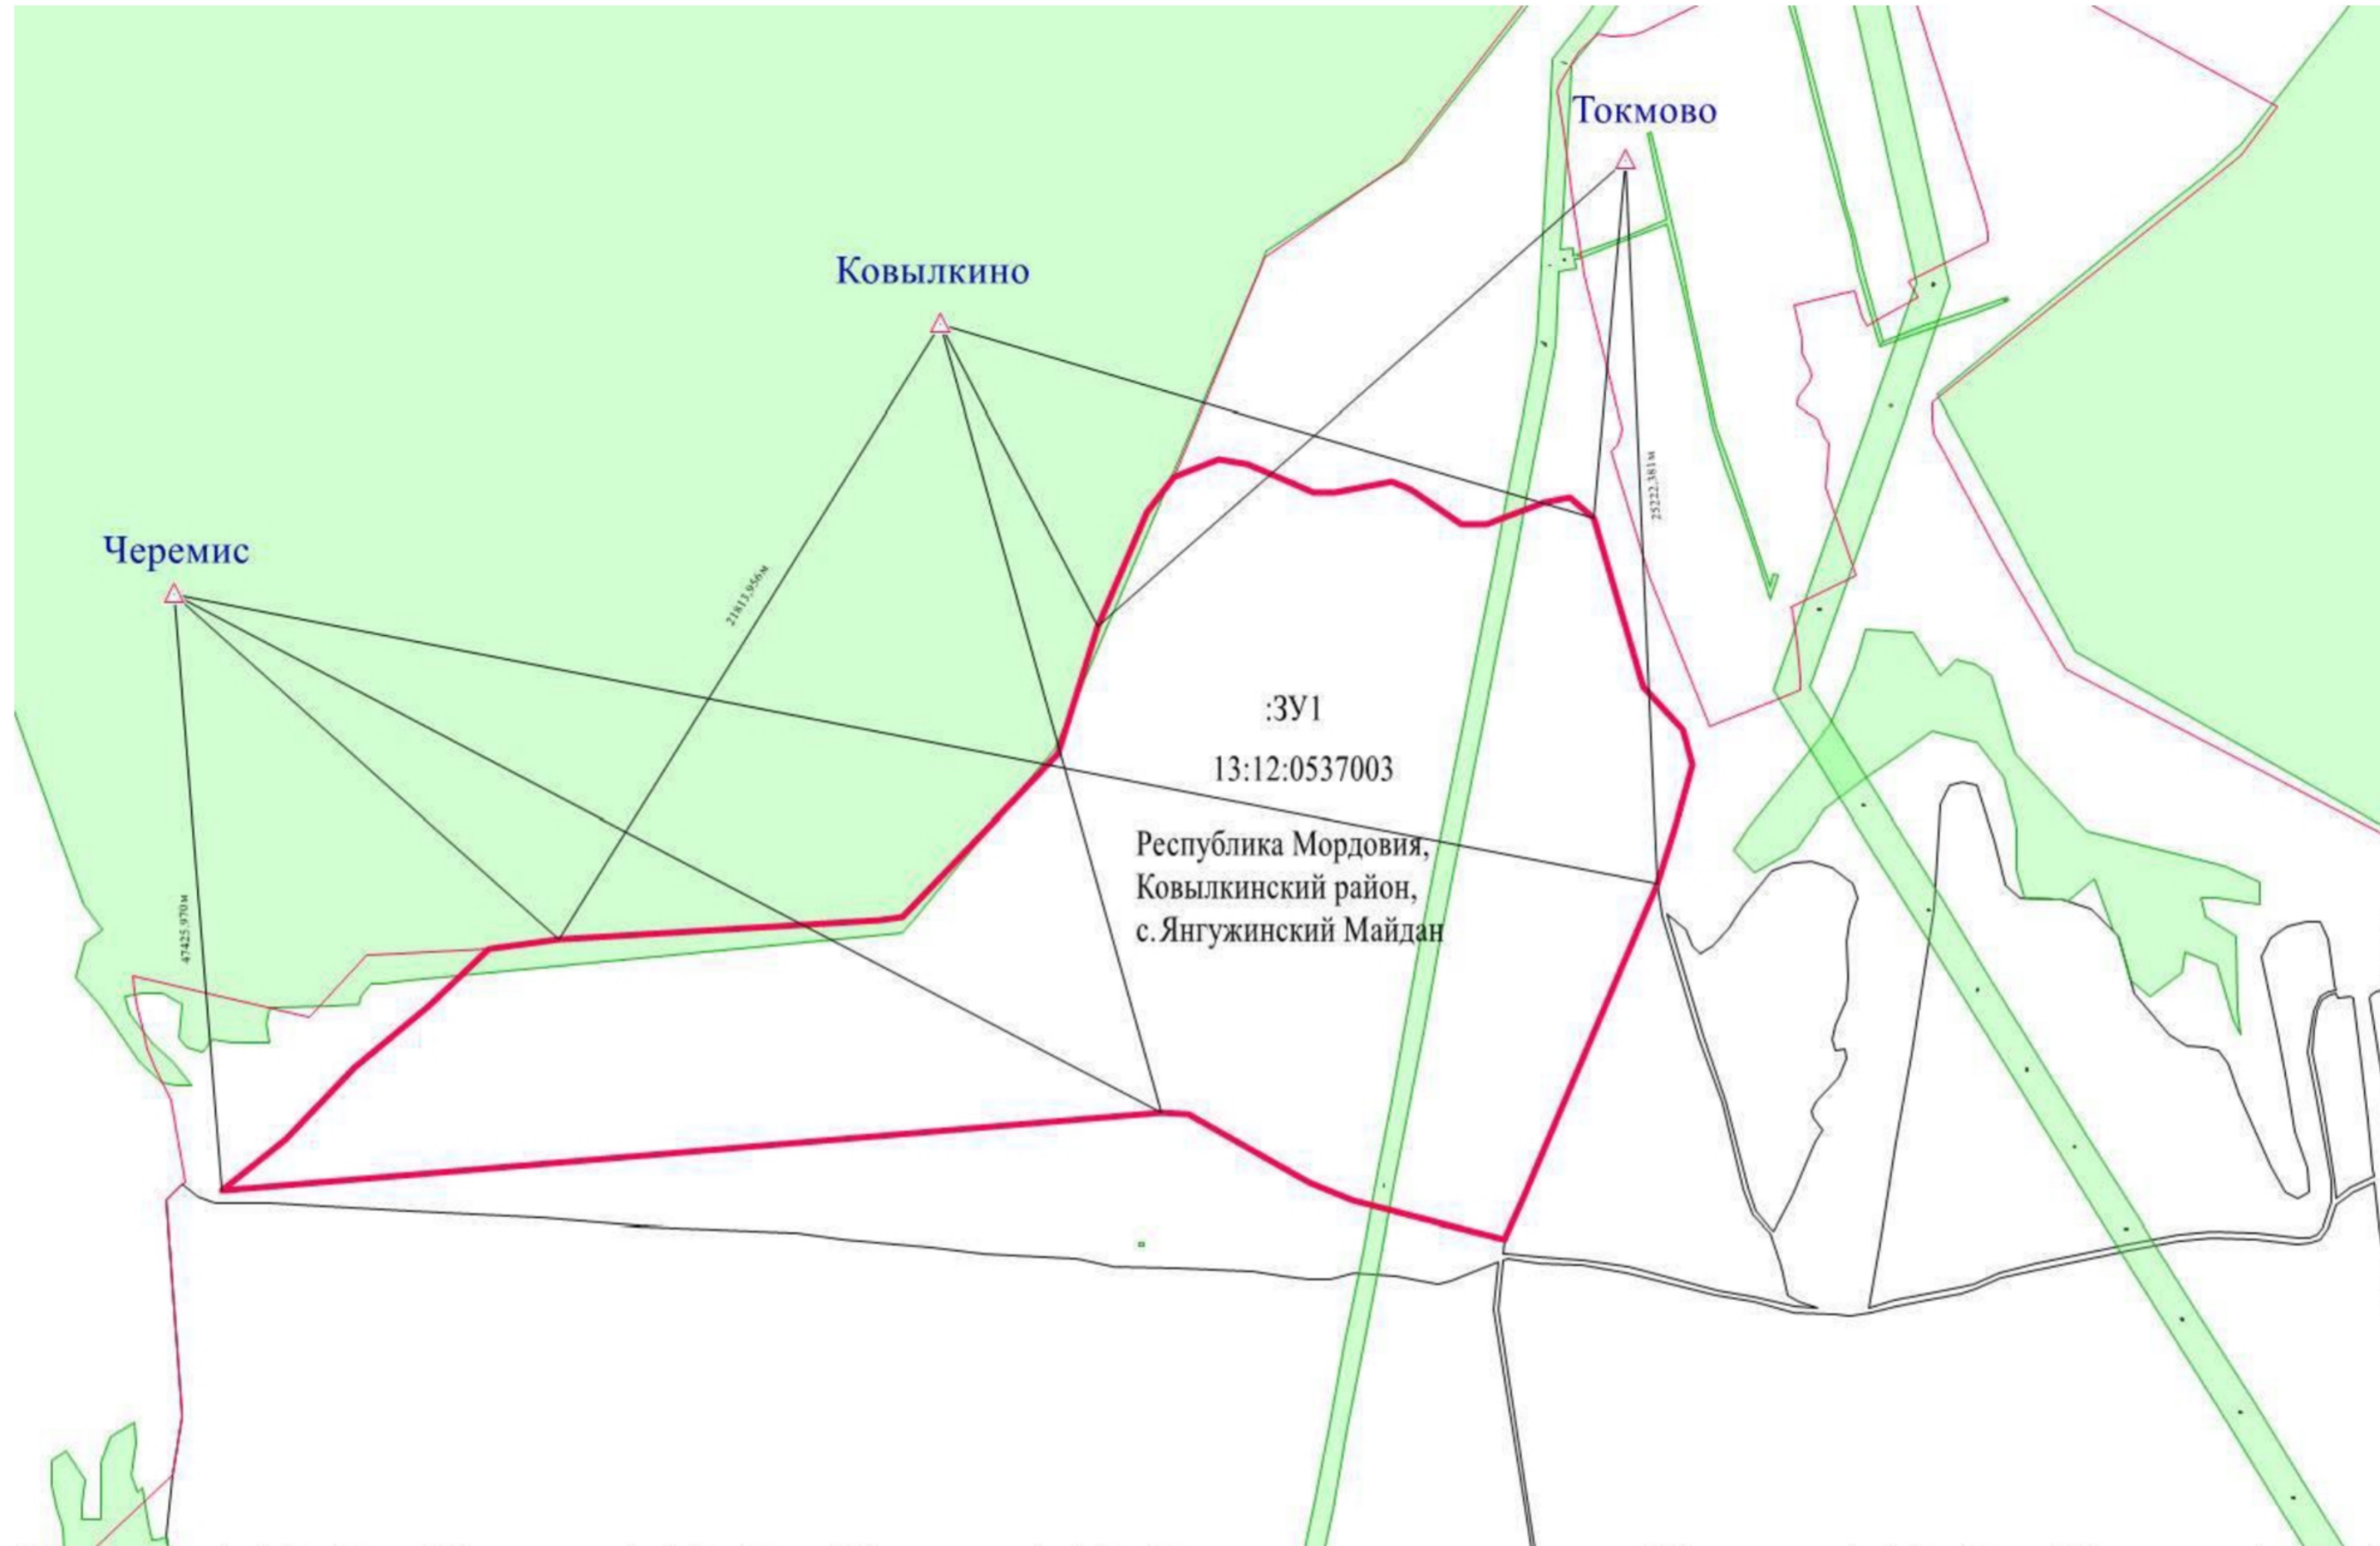 Токмово
Ковылкино
Черемис
25222,381м
21813,956м
47425,970м
:ЗУ1
13:12:0537003
Республика Мордовия,
Ковылкинский район,
с. Янгужинский Майдан